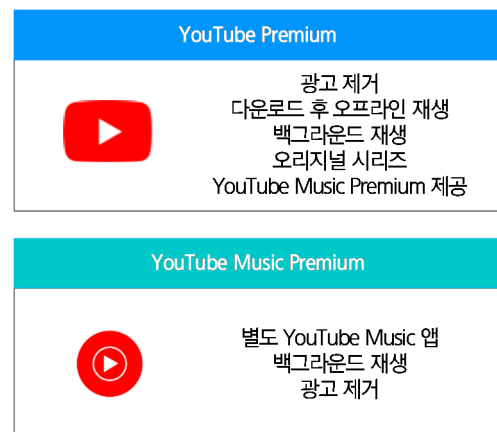 YouTube Premium
광고 제거
다운로드 후 오프라인 재생
백그라운드 재생
오리지널 시리즈
YouTube Music Premium 제공
YouTube Music Premium
별도 YouTube Music 앱
백그라운드 재생
광고 제거